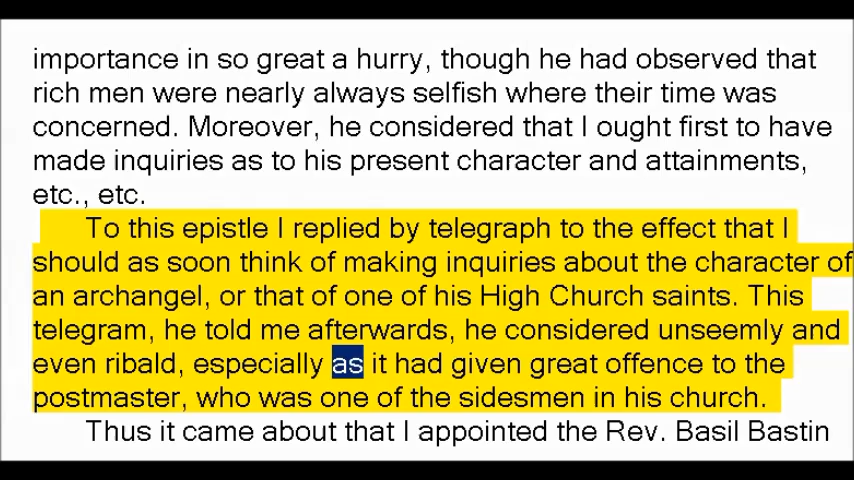 importance in so great a hurry, though he had observed that
rich men were nearly always selfish where their time was
concerned. Moreover, he considered that I ought first to have
made inquiries as to his present character and attainments,
etc., etc.
To this epistle I replied by telegraph to the effect that I
should as soon think of making inquiries about the character of
an archangel, or that of one of his High Church saints. This
telegram, he told me afterwards, he considered unseemly and
even ribald, especially as it had given great offence to the
postmaster, who was one of the sidesmen in his church.
Thus it came about that I appointed the Rev. Basil Bastin